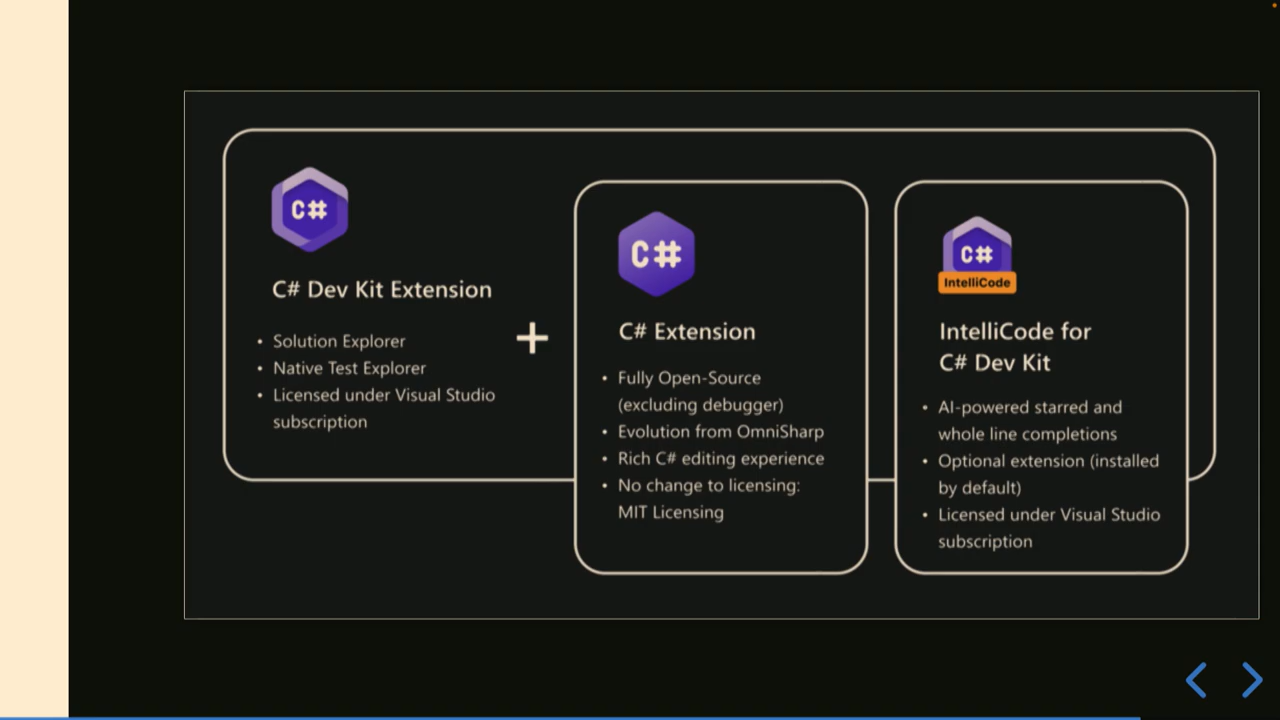 C#
C# Dev Kit Extension
• Solution Explorer
• Native Test Explorer
• Licensed under Visual Studio
subscription
+
C#
C# Extension
• Fully Open-Source
(excluding debugger)
• Evolution from OmniSharp
• Rich C# editing experience
• No change to licensing:
MIT Licensing
C#
IntelliCode
IntelliCode for
C# Dev Kit
• AI-powered starred and
whole line completions
• Optional extension (installed
by default)
• Licensed under Visual Studio
subscription